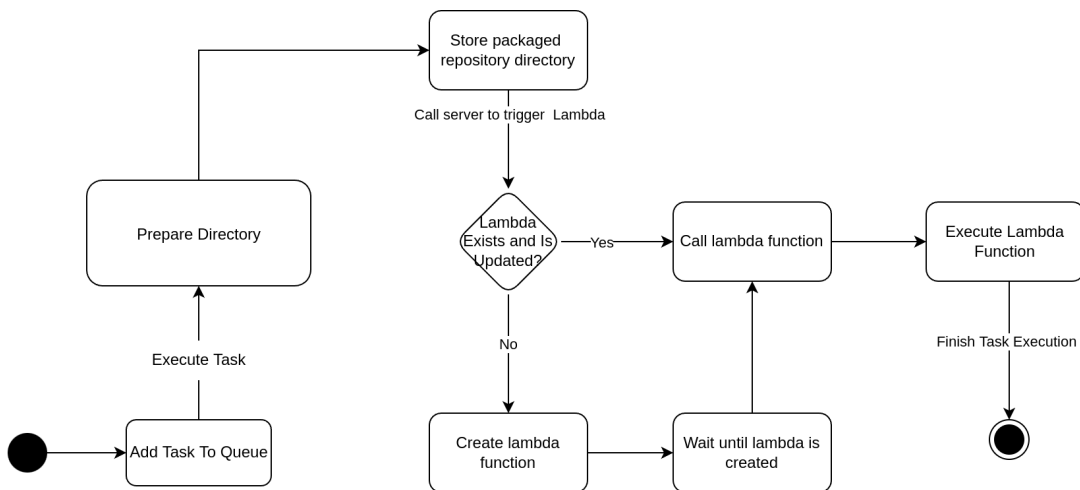 Store packaged
repository directory
Call server to trigger  Lambda
Prepare Directory
Lambda
Exists and Is
Updated?
Yes
Call lambda function
Execute Lambda
Function
No
Finish Task Execution
Execute Task
Add Task To Queue
Create lambda
function
Wait until lambda is
created